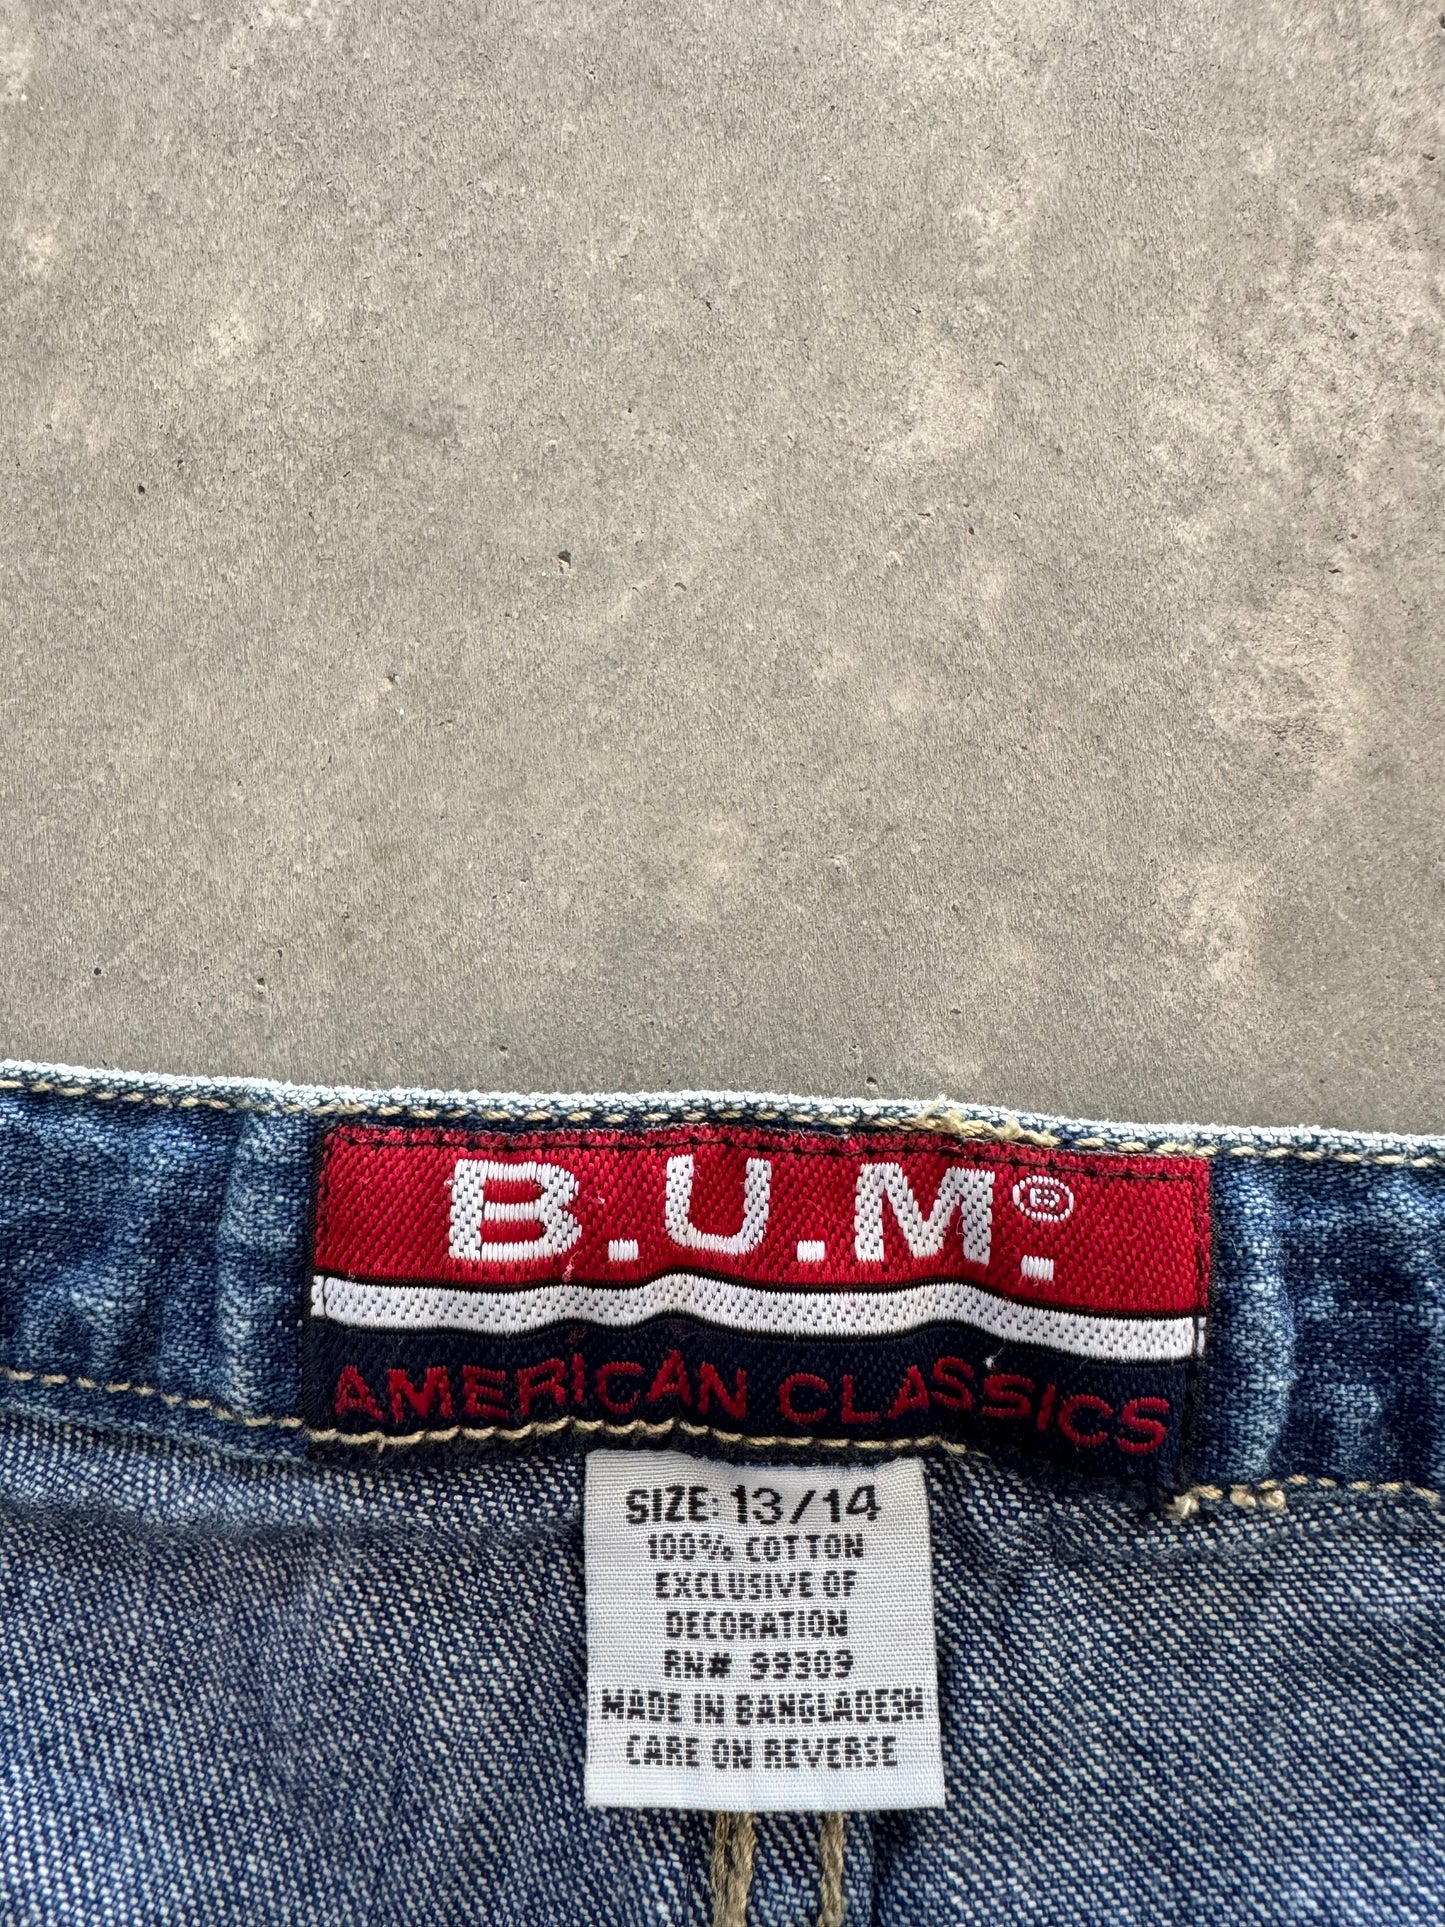 B.U.M.®
AMERICAN CLASSICS
SIZE: 13/14
100% COTTON
EXCLUSIVE OF
DECORATION
RN# 99309
MADE IN BANGLADESH
CARE ON REVERSE